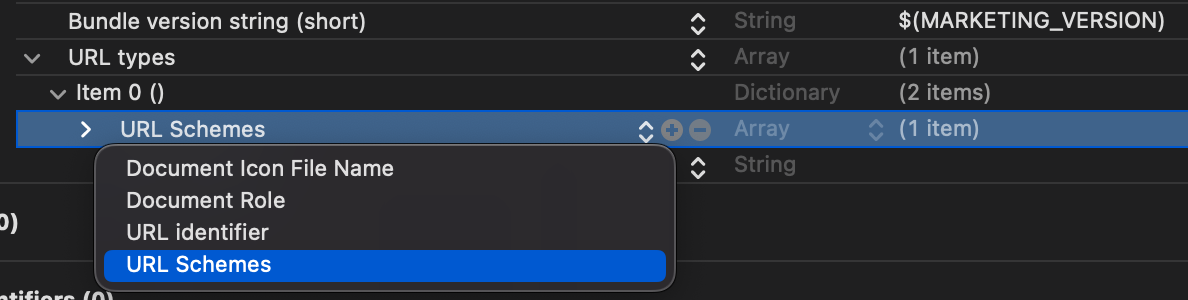 Bundle version string (short) String $(MARKETING_VERSION)
URL types Array (1 item)
Item 0 () Dictionary (2 items)
URL Schemes Array (1 item)
String
Document Icon File Name
Document Role
URL identifier
URL Schemes
0)
ntifiers (0)